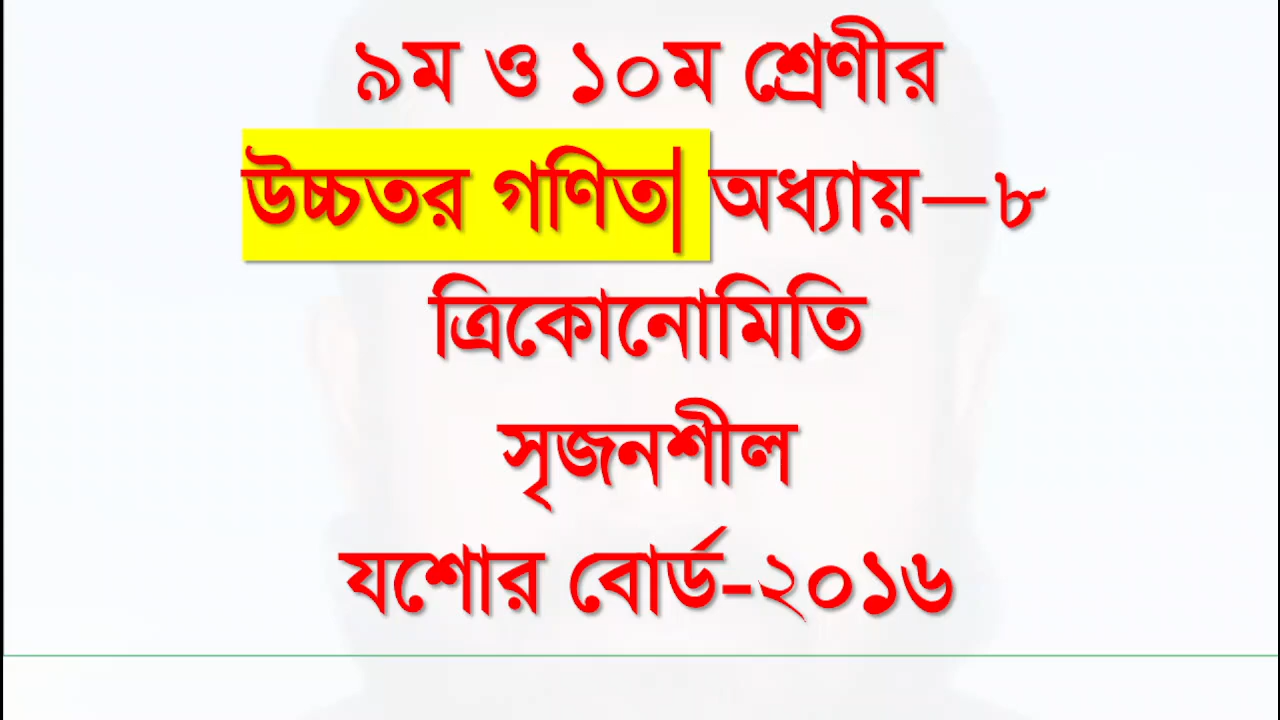 ৯ম ও ১০ম শ্রেণীর
উচ্চতর গণিত| অধ্যায়–৮
ত্রিকোনোমিতি
সৃজনশীল
যশোর বোর্ড-২০১৬